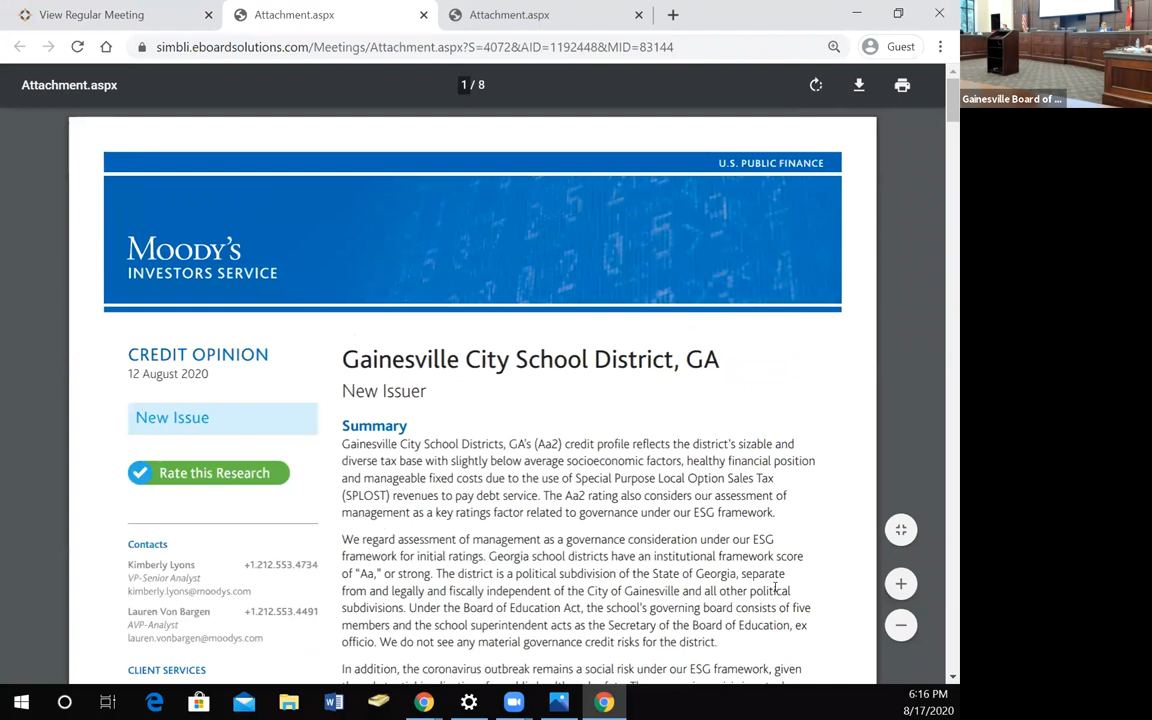 View Regular Meeting
Attachment.aspx
Attachment.aspx
simbli.eboardsolutions.com/Meetings/Attachment.aspx?S=4072&AID=1192448&MID=83144
Guest
Gainesville Board of ...
Attachment.aspx
1 / 8
U.S. PUBLIC FINANCE
MOODY'S
INVESTORS SERVICE
CREDIT OPINION
12 August 2020
New Issue
Rate this Research
Contacts
Kimberly Lyons +1.212.553.4734
VP-Senior Analyst
kimberly.lyons@moodys.com
Lauren Von Bargen +1.212.553.4491
AVP-Analyst
lauren.vonbargen@moodys.com
CLIENT SERVICES
Gainesville City School District, GA
New Issuer
Summary
Gainesville City School Districts, GA's (Aa2) credit profile reflects the district's sizable and
diverse tax base with slightly below average socioeconomic factors, healthy financial position
and manageable fixed costs due to the use of Special Purpose Local Option Sales Tax
(SPLOST) revenues to pay debt service. The Aa2 rating also considers our assessment of
management as a key ratings factor related to governance under our ESG framework.
We regard assessment of management as a governance consideration under our ESG
framework for initial ratings. Georgia school districts have an institutional framework score
of "Aa," or strong. The district is a political subdivision of the State of Georgia, separate
from and legally and fiscally independent of the City of Gainesville and all other political
subdivisions. Under the Board of Education Act, the school's governing board consists of five
members and the school superintendent acts as the Secretary of the Board of Education, ex
officio. We do not see any material governance credit risks for the district.
In addition, the coronavirus outbreak remains a social risk under our ESG framework, given
6:16 PM
8/17/2020